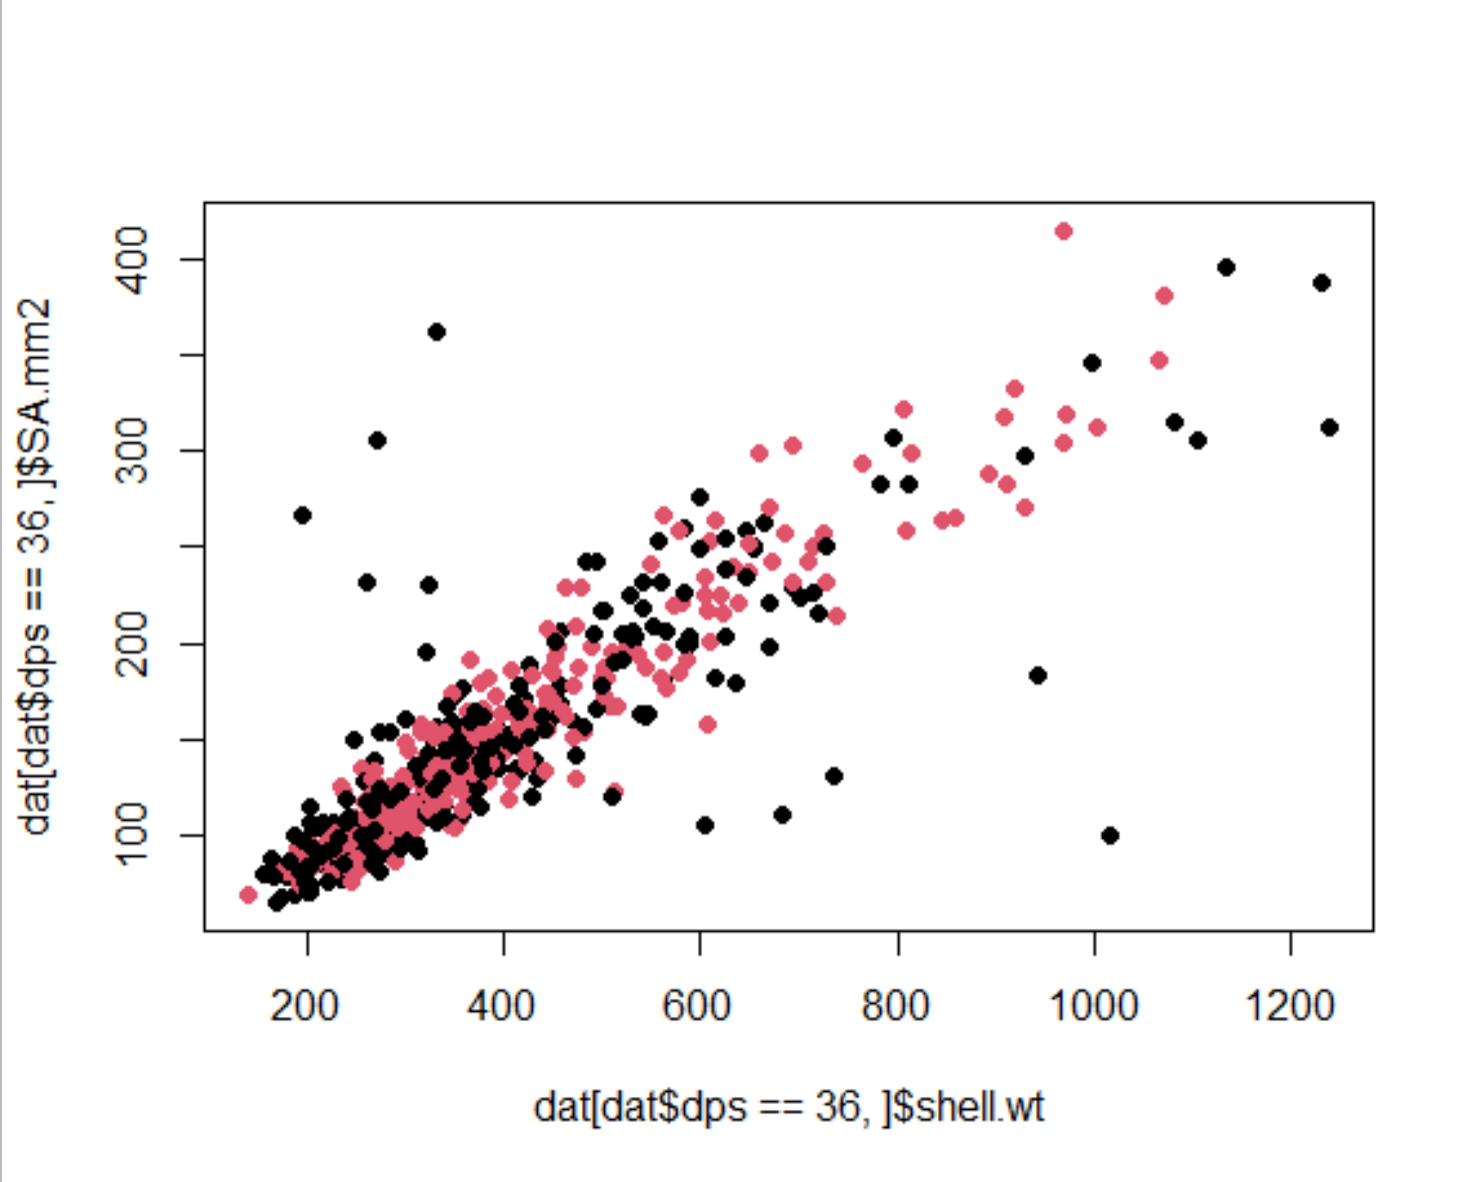 400
300
200
100
dat[dat$dps == 36, ]$SA.mm2
200 400 600 800 1000 1200
dat[dat$dps == 36, ]$shell.wt